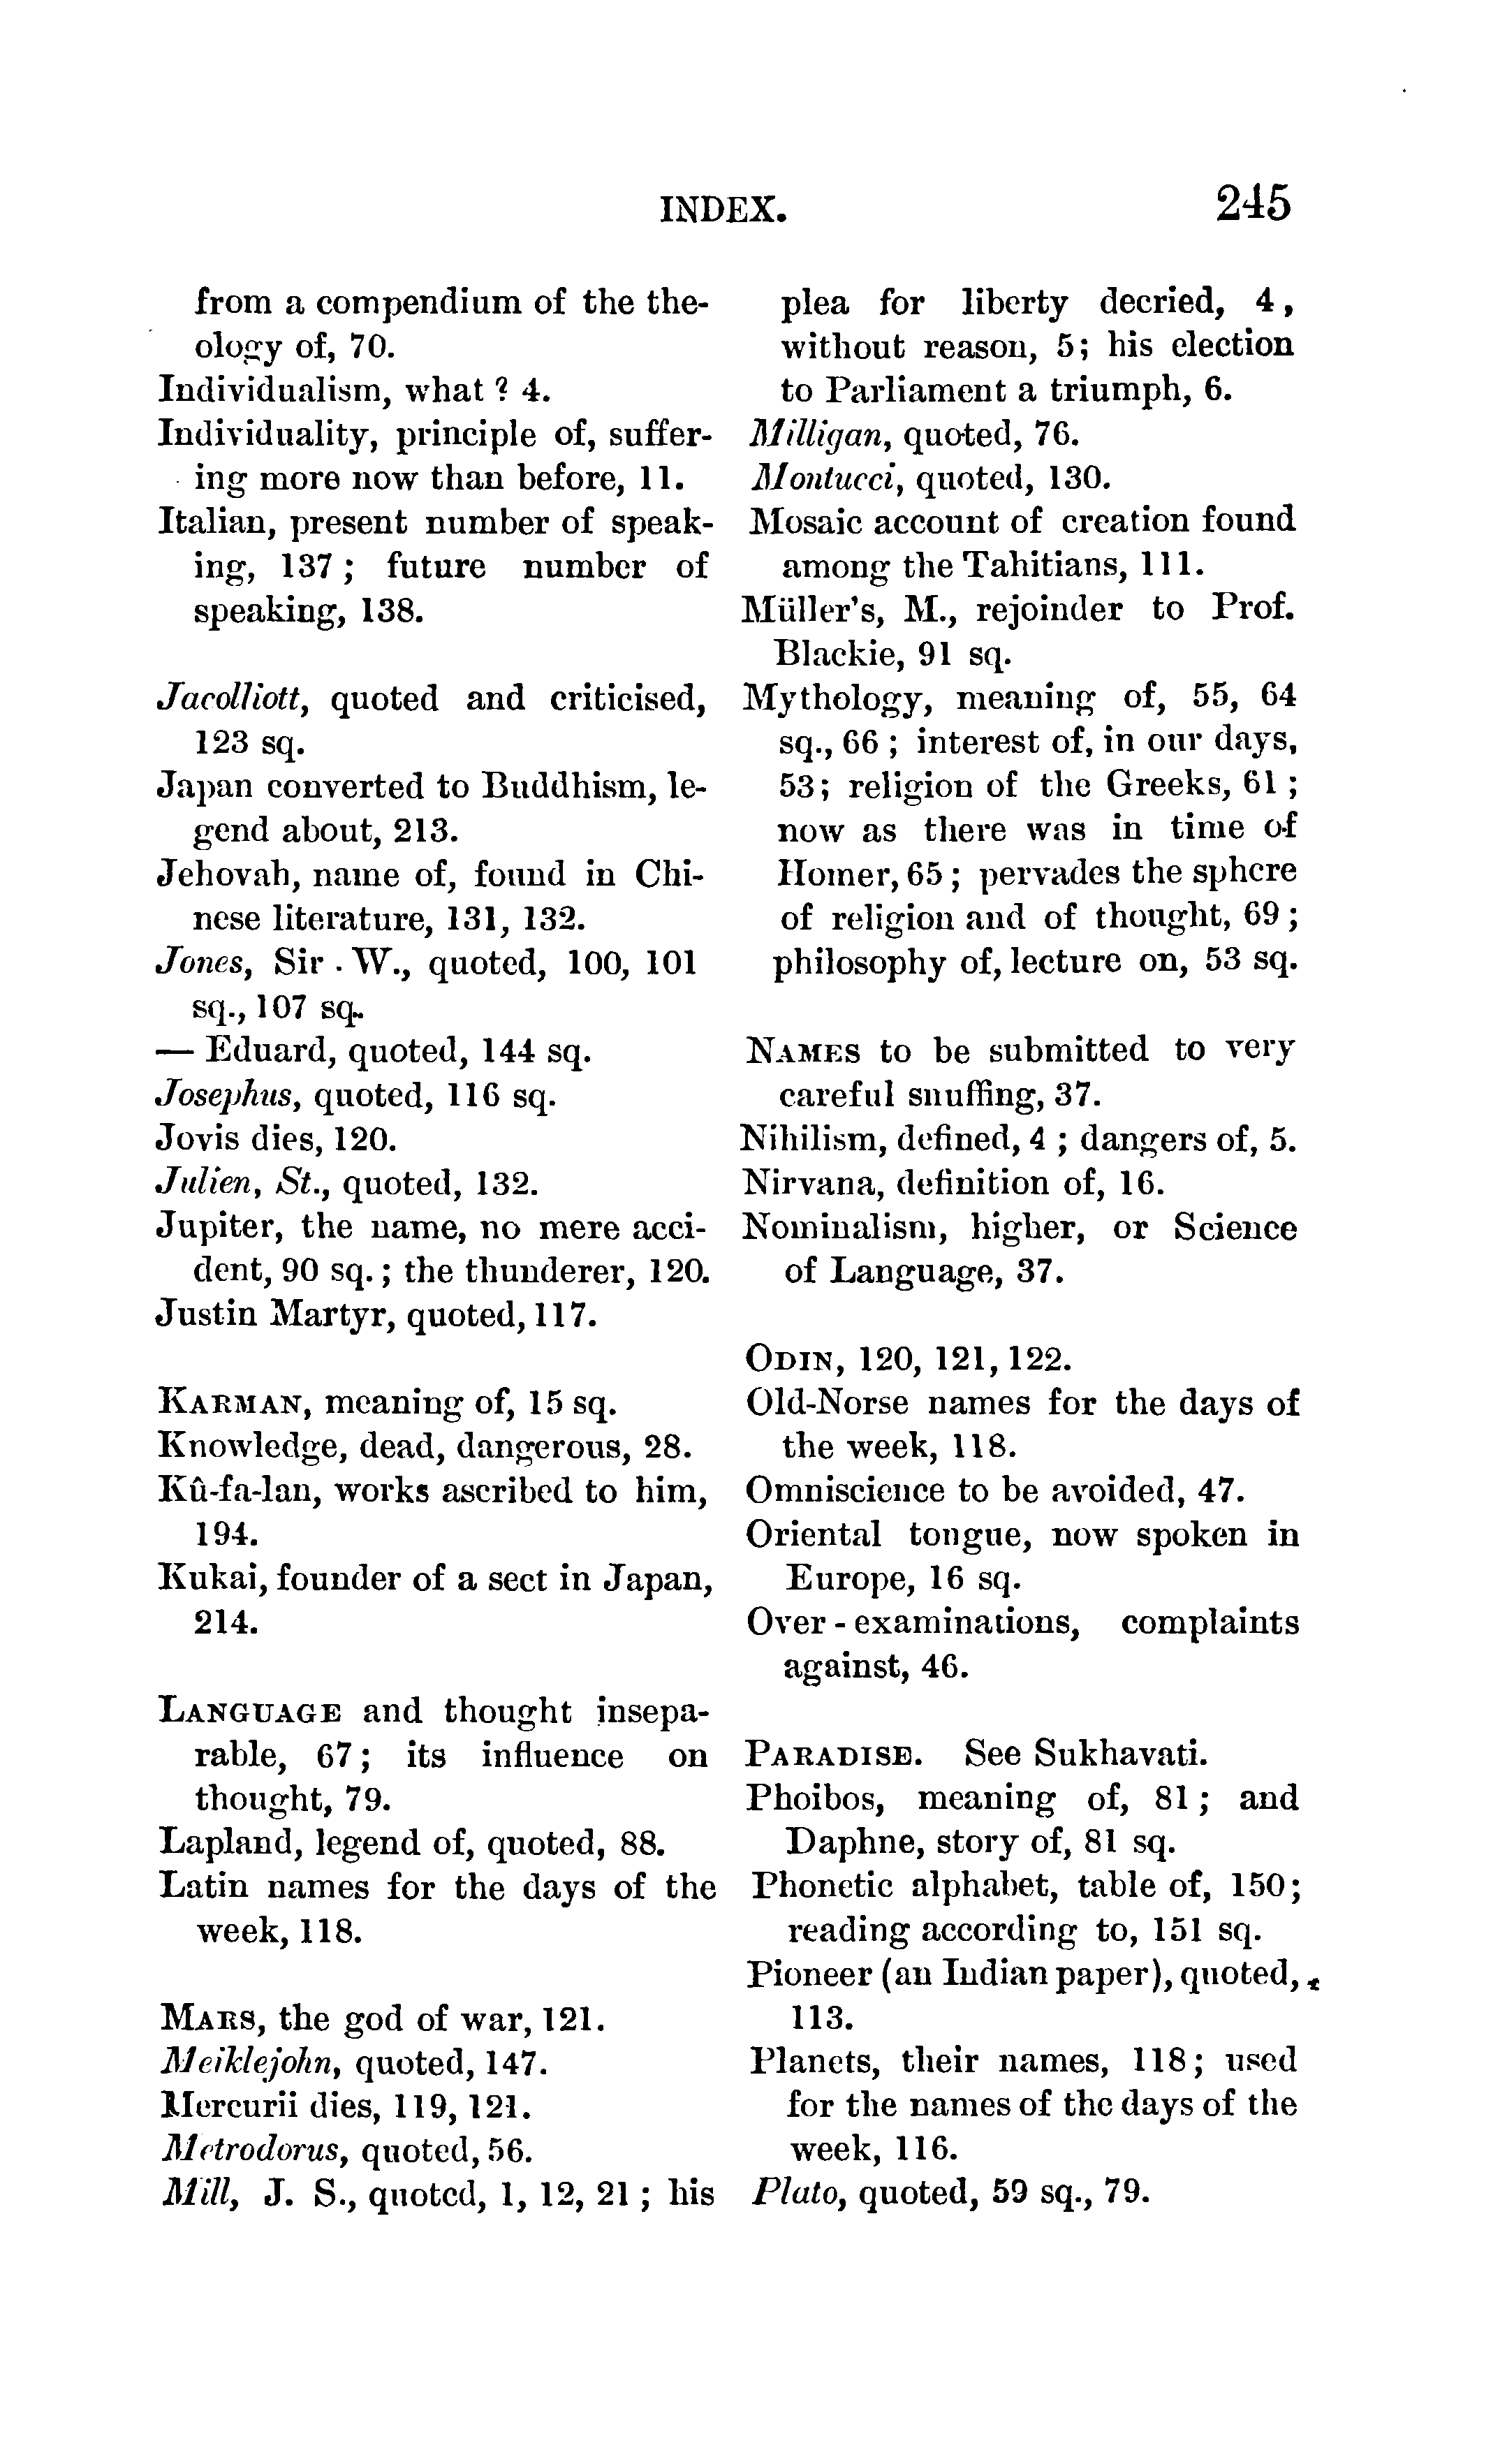 INDEX.
245
from a compendium of the the-
ology of, 70.
Individualism, what ? 4.
Individuality, principle of, suffer-
ing more now than before, 11.
Italian, present number of speak-
ing, 137 ; future number of
speaking, 138.
Jacolliott, quoted and criticised,
123 sq.
Japan converted to Buddhism, le-
gend about, 213.
Jehovah, name of, found in Chi-
nese literature, 131, 132.
Jones, Sir . W., quoted, 100, 101
sq., 107 sq.
— Eduard, quoted, 144 sq.
Josephus, quoted, 116 sq.
Jovis dies, 120.
Julien, St., quoted, 132.
Jupiter, the name, no mere acci-
dent, 90 sq. ; the thunderer, 120.
Justin Martyr, quoted, 117.
KARMAN, meaning of, 15 sq.
Knowledge, dead, dangerous, 28.
Kû-fa-lan, works ascribed to him,
194.
Kukai, founder of a sect in Japan,
214.
LANGUAGE and thought insepa-
rable, 67 ; its influence on
thought, 79.
Lapland, legend of, quoted, 88.
Latin names for the days of the
week, 118.
MARS, the god of war, 121.
Meiklejohn, quoted, 147.
Mercurii dies, 119, 121.
Metrodorus, quoted, 56.
Mill, J. S., quoted, 1, 12, 21 ; his
plea for liberty decried, 4,
without reason, 5; his election
to Parliament a triumph, 6.
Milligan, quoted, 76.
Montucci, quoted, 130.
Mosaic account of creation found
among the Tahitians, 111.
Müller's, M., rejoinder to Prof.
Blackie, 91 sq.
Mythology, meaning of, 55, 64
sq., 66 ; interest of, in our days,
53; religion of the Greeks, 61 ;
now as there was in time of
Homer, 65 ; pervades the sphere
of religion and of thought, 69 ;
philosophy of, lecture on, 53 sq.
NAMES to be submitted to very
careful snuffing, 37.
Nihilism, defined, 4 ; dangers of, 5.
Nirvana, definition of, 16.
Nominalism, higher, or Science
of Language, 37.
ODIN, 120, 121, 122.
Old-Norse names for the days of
the week, 118.
Omniscience to be avoided, 47.
Oriental tongue, now spoken in
Europe, 16 sq.
Over - examinations, complaints
against, 46.
PARADISE. See Sukhavati.
Phoibos, meaning of, 81 ; and
Daphne, story of, 81 sq.
Phonetic alphabet, table of, 150;
reading according to, 151 sq.
Pioneer (an Indian paper), quoted,
113.
Planets, their names, 118; used
for the names of the days of the
week, 116.
Plato, quoted, 59 sq., 79.